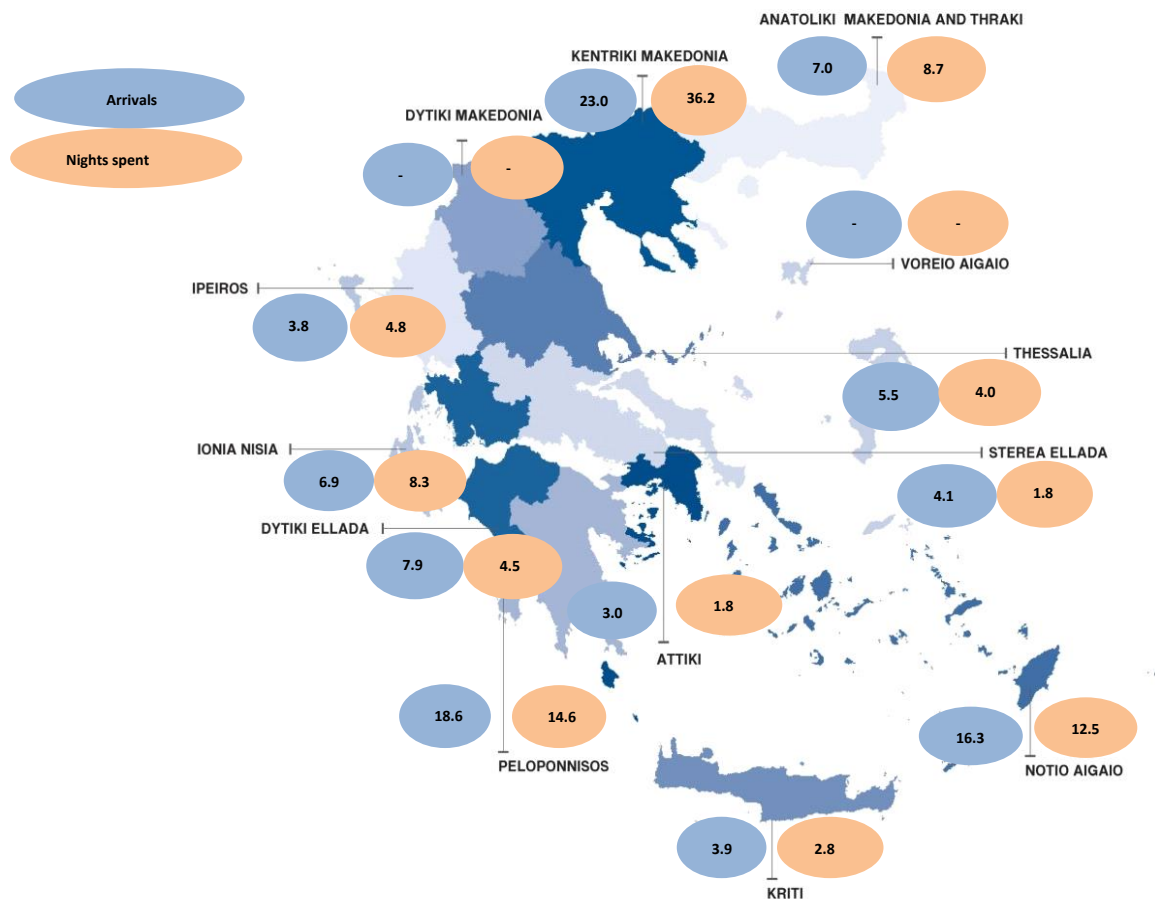 ANATOLIKI MAKEDONIA AND THRAKI
7.0
8.7
KENTRIKI MAKEDONIA
23.0
36.2
Arrivals
Nights spent
DYTIKI MAKEDONIA
-
-
-
-
VOREIO AIGAIO
IPEIROS
3.8
4.8
THESSALIA
5.5
4.0
IONIA NISIA
6.9
8.3
STEREA ELLADA
4.1
1.8
DYTIKI ELLADA
7.9
4.5
3.0
1.8
ATTIKI
18.6
14.6
PELOPONNISOS
16.3
12.5
NOTIO AIGAIO
3.9
2.8
KRITI